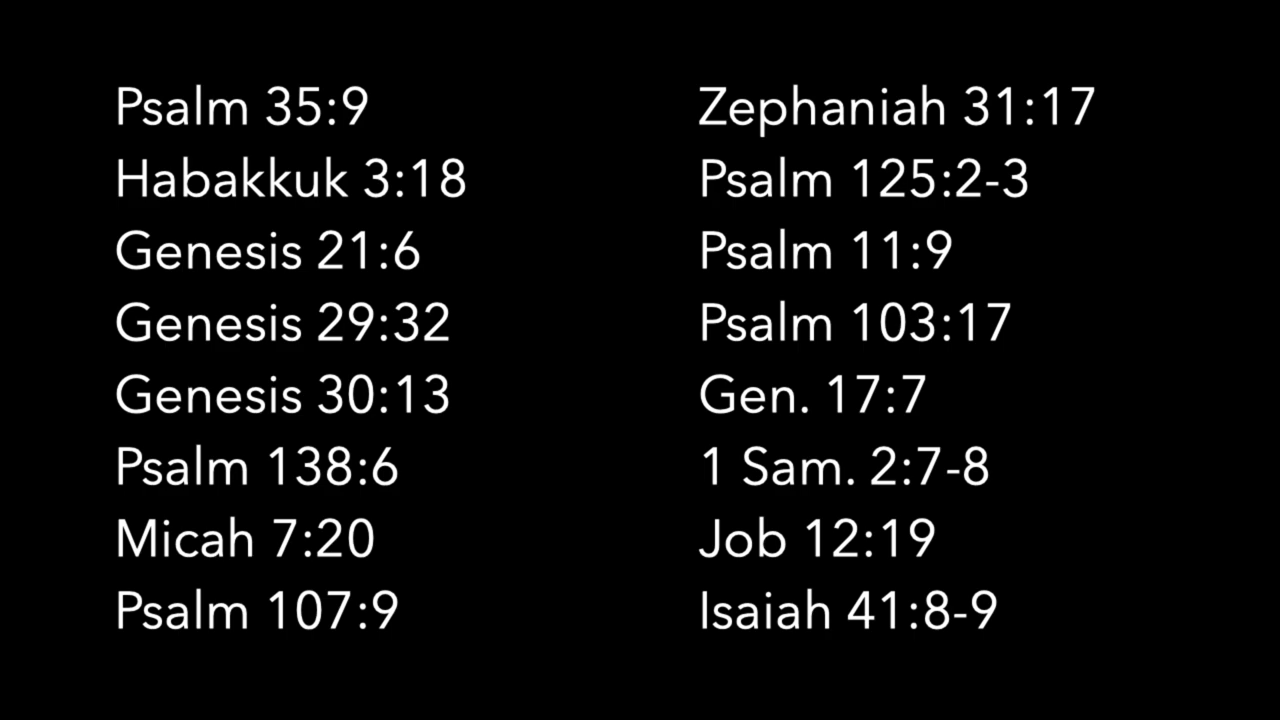 Psalm 35:9
Habakkuk 3:18
Genesis 21:6
Genesis 29:32
Genesis 30:13
Psalm 138:6
Micah 7:20
Psalm 107:9
Zephaniah 31:17
Psalm 125:2-3
Psalm 11:9
Psalm 103:17
Gen. 17:7
1 Sam. 2:7-8
Job 12:19
Isaiah 41:8-9